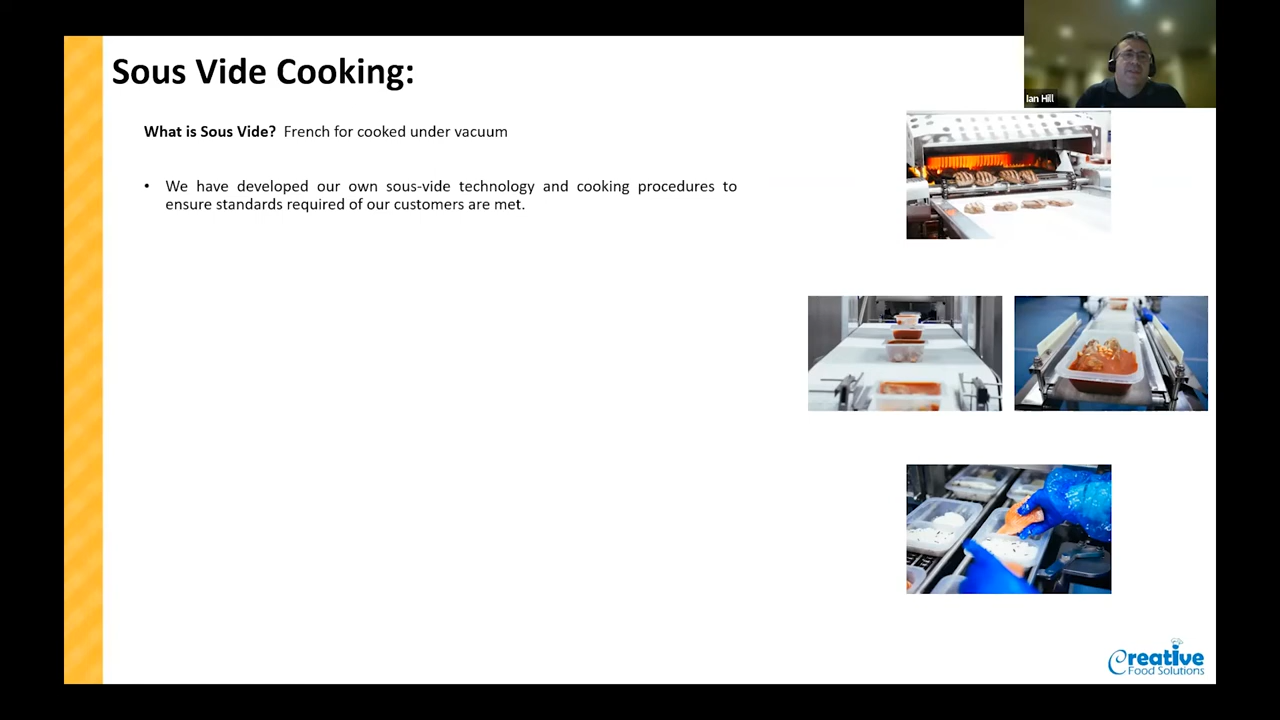 Sous Vide Cooking:
Ian Hill
What is Sous Vide? French for cooked under vacuum
• We have developed our own sous-vide technology and cooking procedures to
ensure standards required of our customers are met.
Creative
Food Solutions